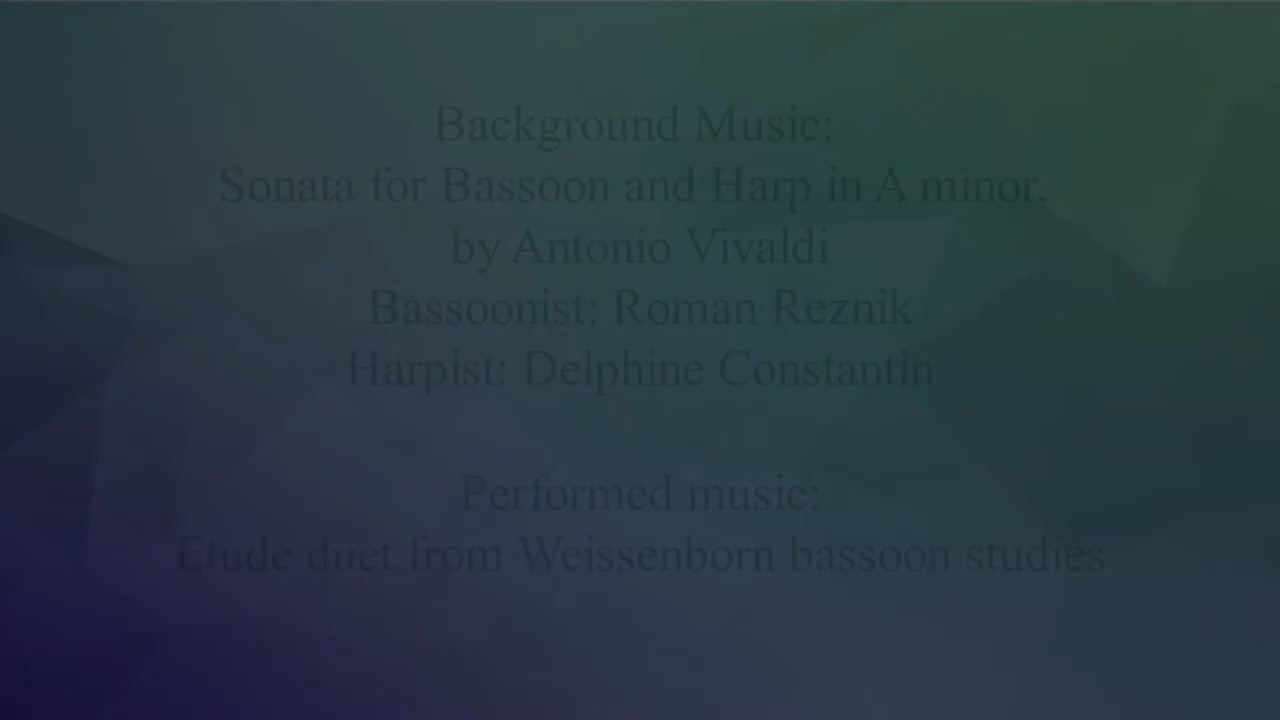 Background Music:
Sonata for Bassoon and Harp in A minor,
by Antonio Vivaldi
Bassoonist: Roman Reznik
Harpist: Delphine Constantin
Performed music:
Etude duet from Weissenborn bassoon studies